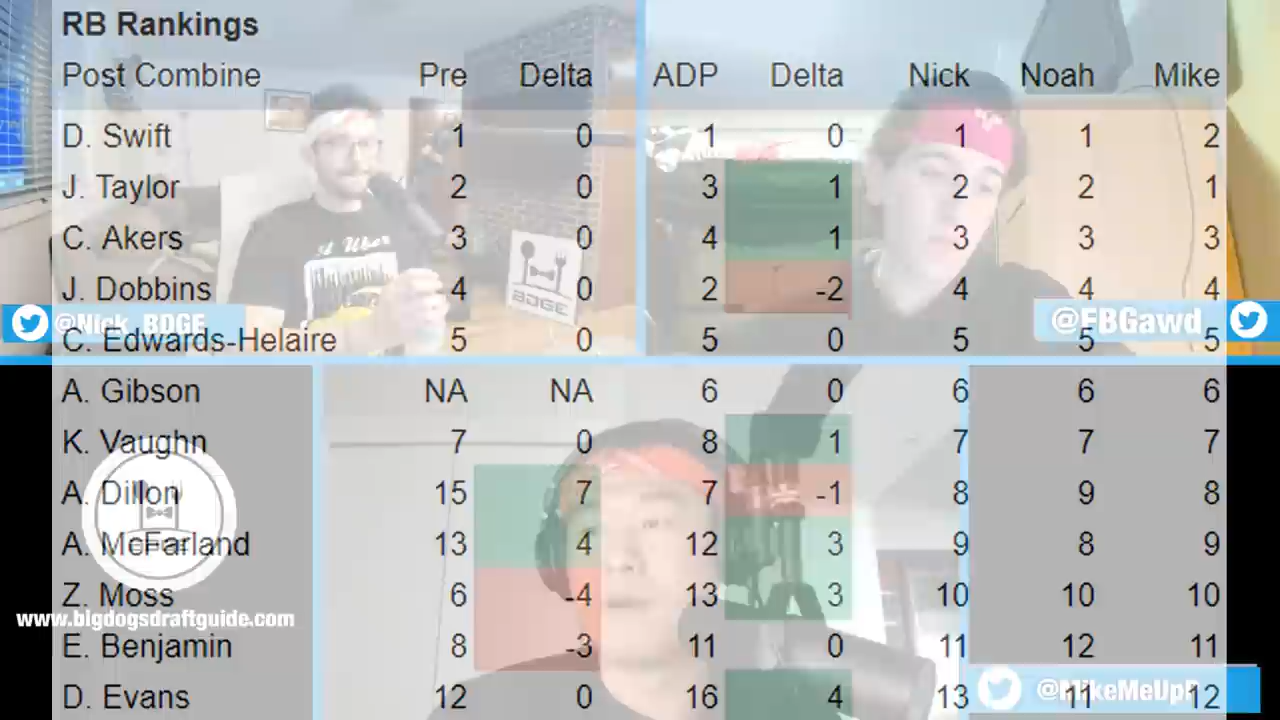 RB Rankings
Post Combine Pre Delta ADP Delta Nick Noah Mike
D. Swift 1 0 1 0 1 1 2
J. Taylor 2 0 3 1 2 2 1
C. Akers 3 0 4 1 3 3 3
J. Dobbins 4 0 2 -2 4 4 4
@Nick_BDGE @FBGawd
BDGE
C. Edwards-Helaire 5 0 5 0 5 5 5
A. Gibson NA NA 6 0 6 6 6
K. Vaughn 7 0 8 1 7 7 7
A. Dillon 15 7 7 -1 8 9 8
A. McFarland 13 4 12 3 9 8 9
Z. Moss 6 -4 13 3 10 10 10
www.bigdogsdraftguide.com
E. Benjamin 8 -3 11 0 11 12 11
D. Evans 12 0 16 4 13 11 12